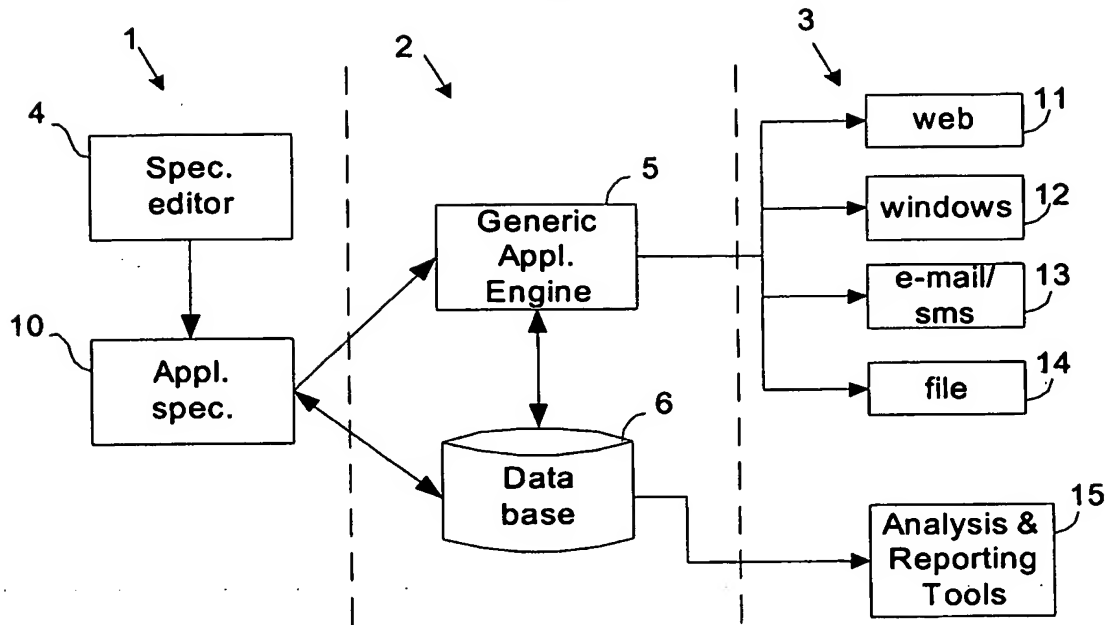 1
2
3
4
Spec.
editor
10
Appl.
spec.
5
Generic
Appl.
Engine
6
Data
base
web
11
windows
12
e-mail/
sms
13
file
14
Analysis &
Reporting
Tools
15